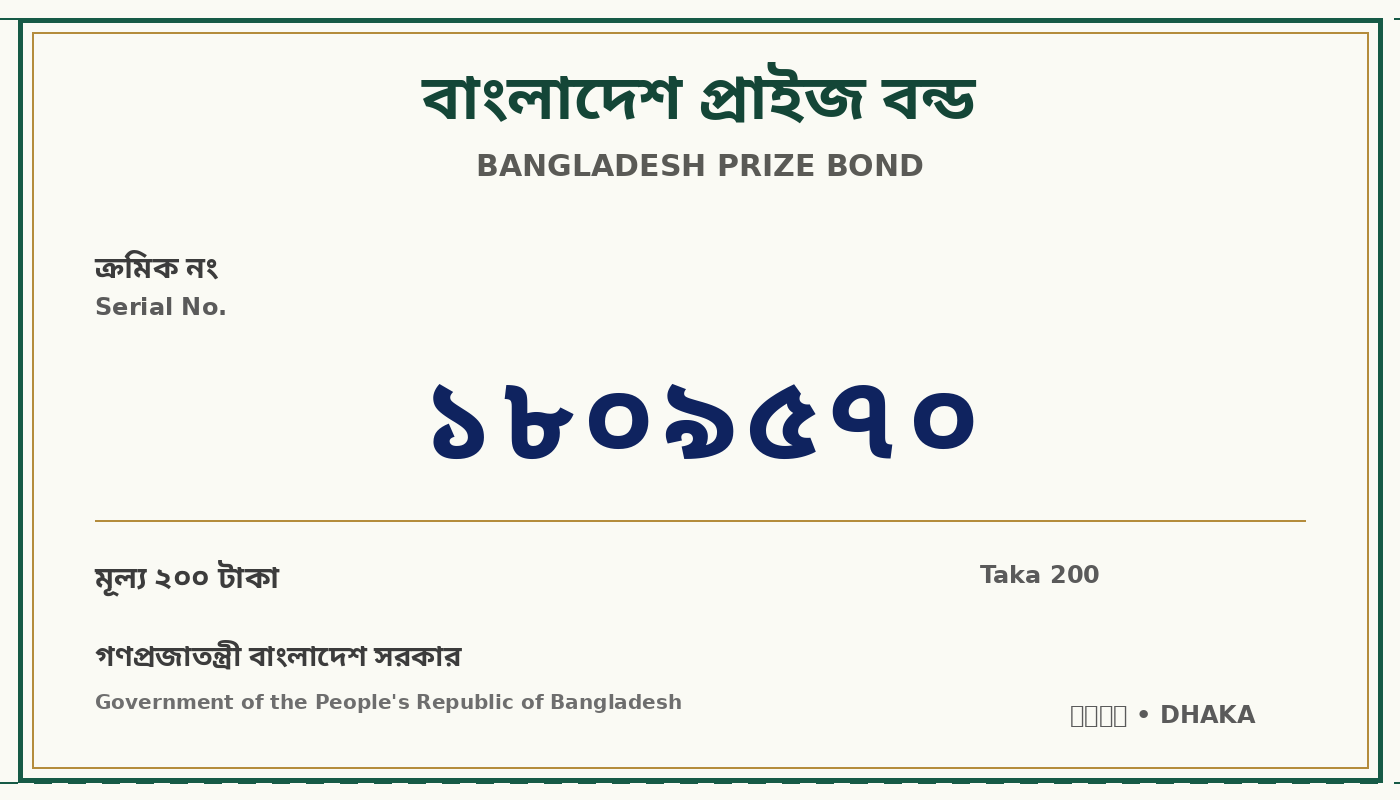 বাংলাদেশ প্রাইজ বন্ড
BANGLADESH PRIZE BOND
ক্রমিক নং
Serial No.
১৮০৯৫৭০
মূল্য ২০০ টাকা
Taka 200
গণপ্রজাতন্ত্রী বাংলাদেশ সরকার
Government of the People's Republic of Bangladesh
• DHAKA